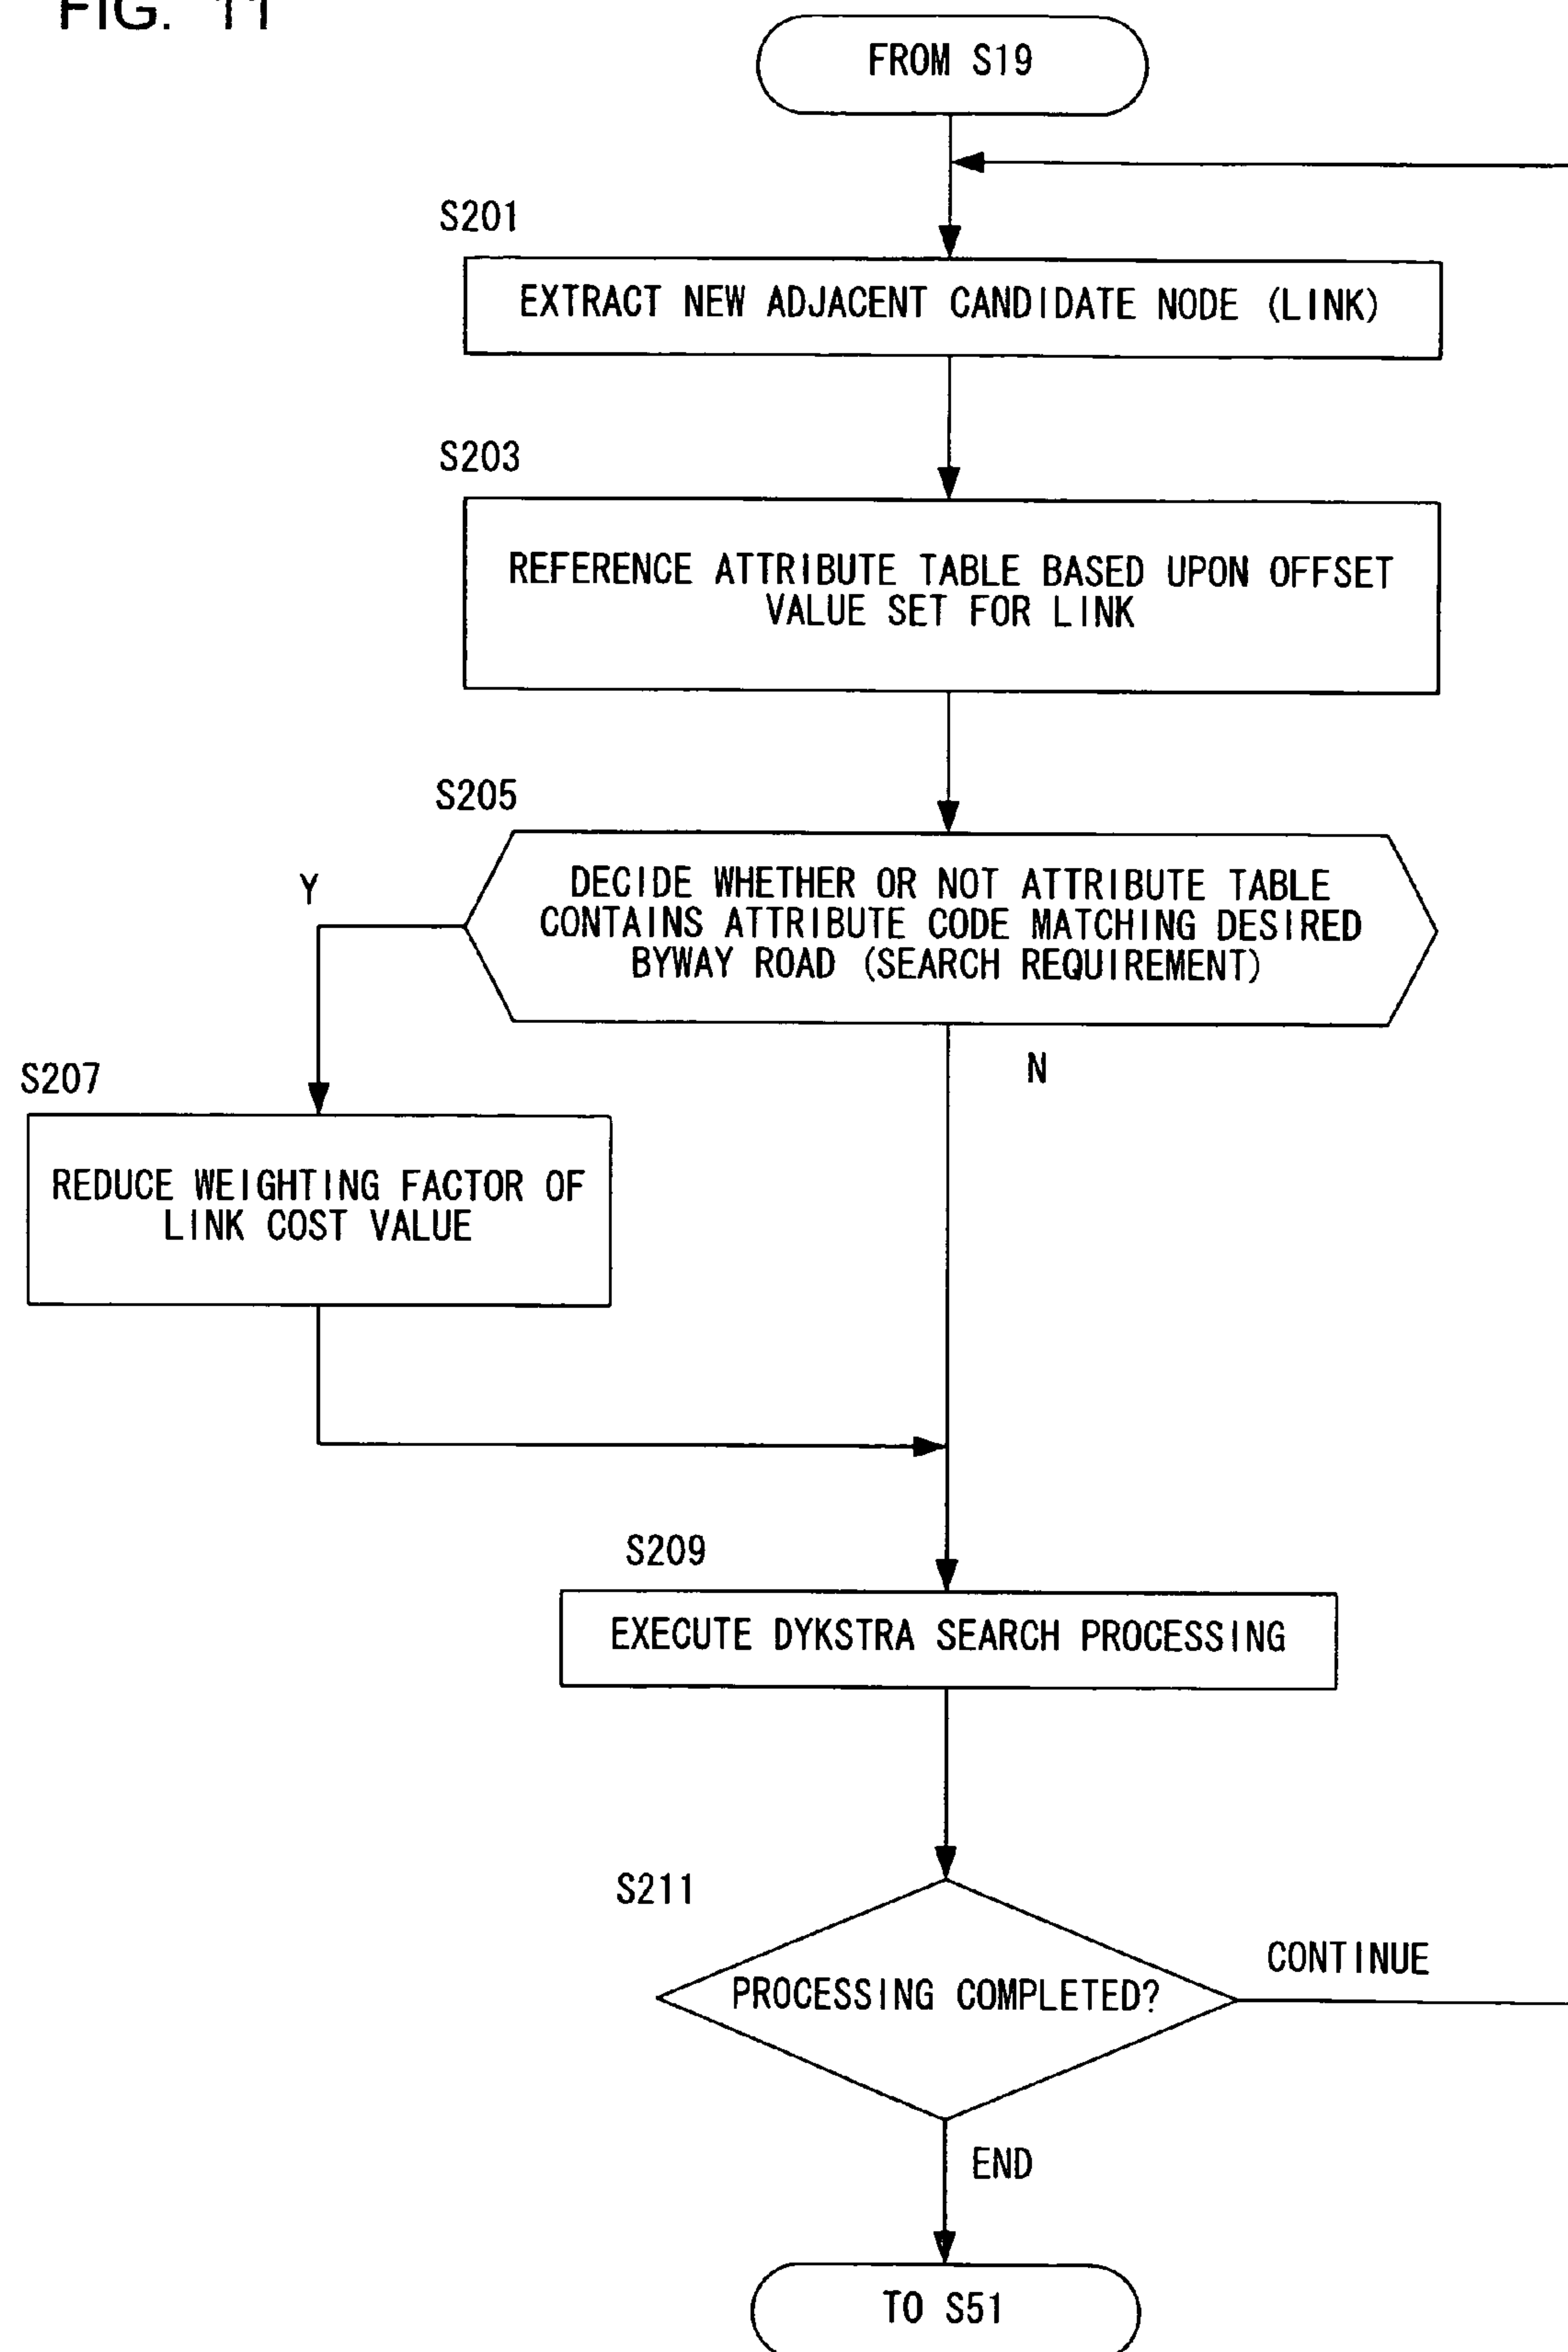 FIG. 11
FROM S19
S201
EXTRACT NEW ADJACENT CANDIDATE NODE (LINK)
S203
REFERENCE ATTRIBUTE TABLE BASED UPON OFFSET
VALUE SET FOR LINK
S205
Y
DECIDE WHETHER OR NOT ATTRIBUTE TABLE
CONTAINS ATTRIBUTE CODE MATCHING DESIRED
BYWAY ROAD (SEARCH REQUIREMENT)
N
S207
REDUCE WEIGHTING FACTOR OF
LINK COST VALUE
S209
EXECUTE DYKSTRA SEARCH PROCESSING
S211
PROCESSING COMPLETED?
CONTINUE
END
TO S51